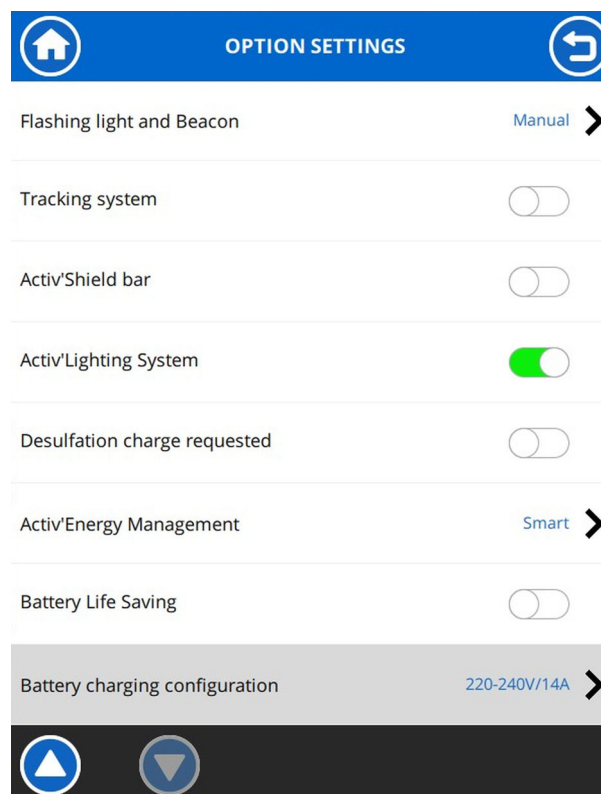 OPTION SETTINGS
Flashing light and Beacon Manual
Tracking system
Activ'Shield bar
Activ'Lighting System
Desulfation charge requested
Activ'Energy Management Smart
Battery Life Saving
Battery charging configuration 220-240V/14A